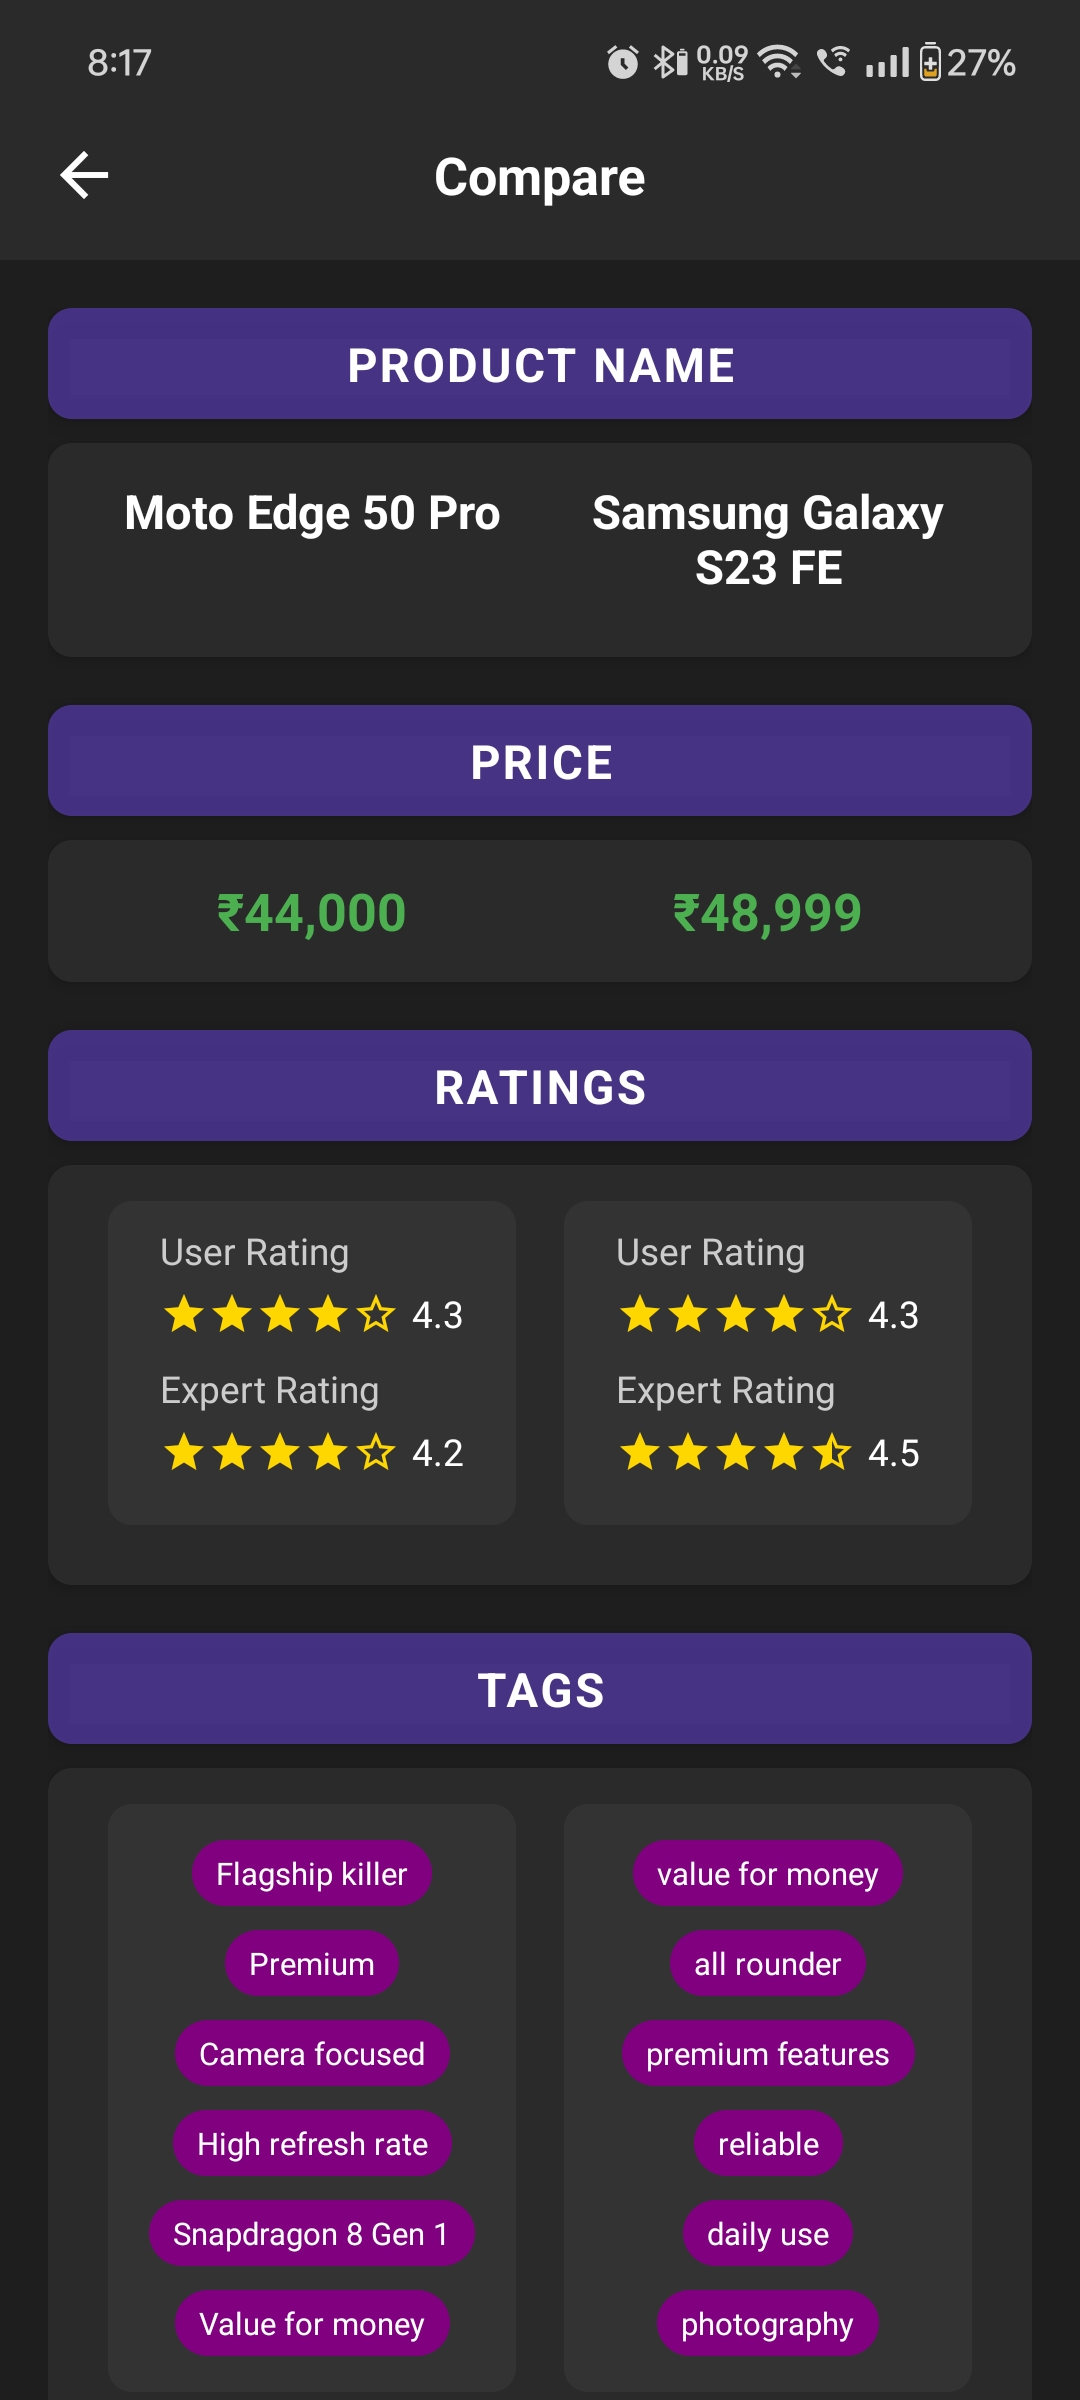 8:17
0.09
KB/S
27%
Compare
PRODUCT NAME
Moto Edge 50 Pro
Samsung Galaxy
S23 FE
PRICE
₹44,000
₹48,999
RATINGS
User Rating
4.3
Expert Rating
4.2
User Rating
4.3
Expert Rating
4.5
TAGS
Flagship killer
Premium
Camera focused
High refresh rate
Snapdragon 8 Gen 1
Value for money
value for money
all rounder
premium features
reliable
daily use
photography